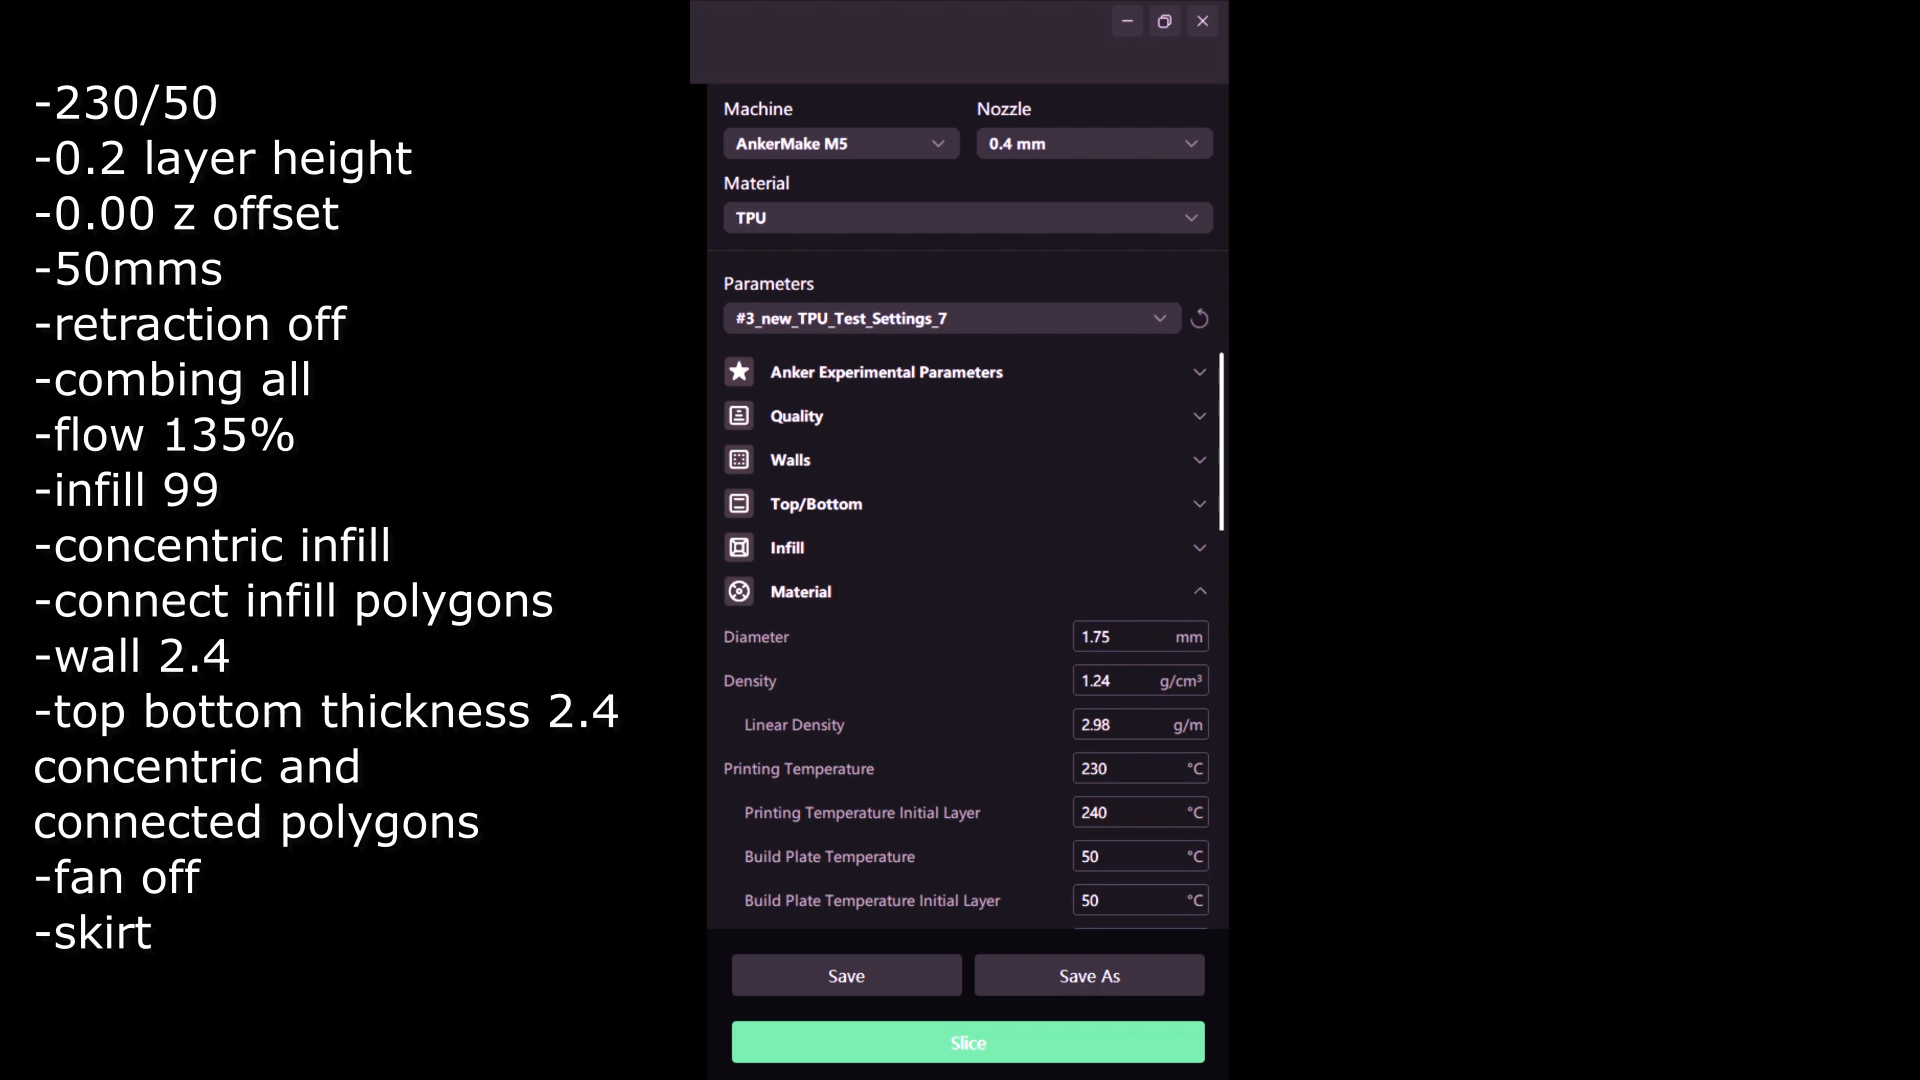 -230/50
-0.2 layer height
-0.00 z offset
-50mms
-retraction off
-combing all
-flow 135%
-infill 99
-concentric infill
-connect infill polygons
-wall 2.4
-top bottom thickness 2.4
concentric and
connected polygons
-fan off
-skirt
Machine Nozzle
AnkerMake M5 0.4 mm
Material
TPU
Parameters
#3_new_TPU_Test_Settings_7
Anker Experimental Parameters
Quality
Walls
Top/Bottom
Infill
Material
Diameter 1.75 mm
Density 1.24 g/cm³
Linear Density 2.98 g/m
Printing Temperature 230 °C
Printing Temperature Initial Layer 240 °C
Build Plate Temperature 50 °C
Build Plate Temperature Initial Layer 50 °C
Save Save As
Slice